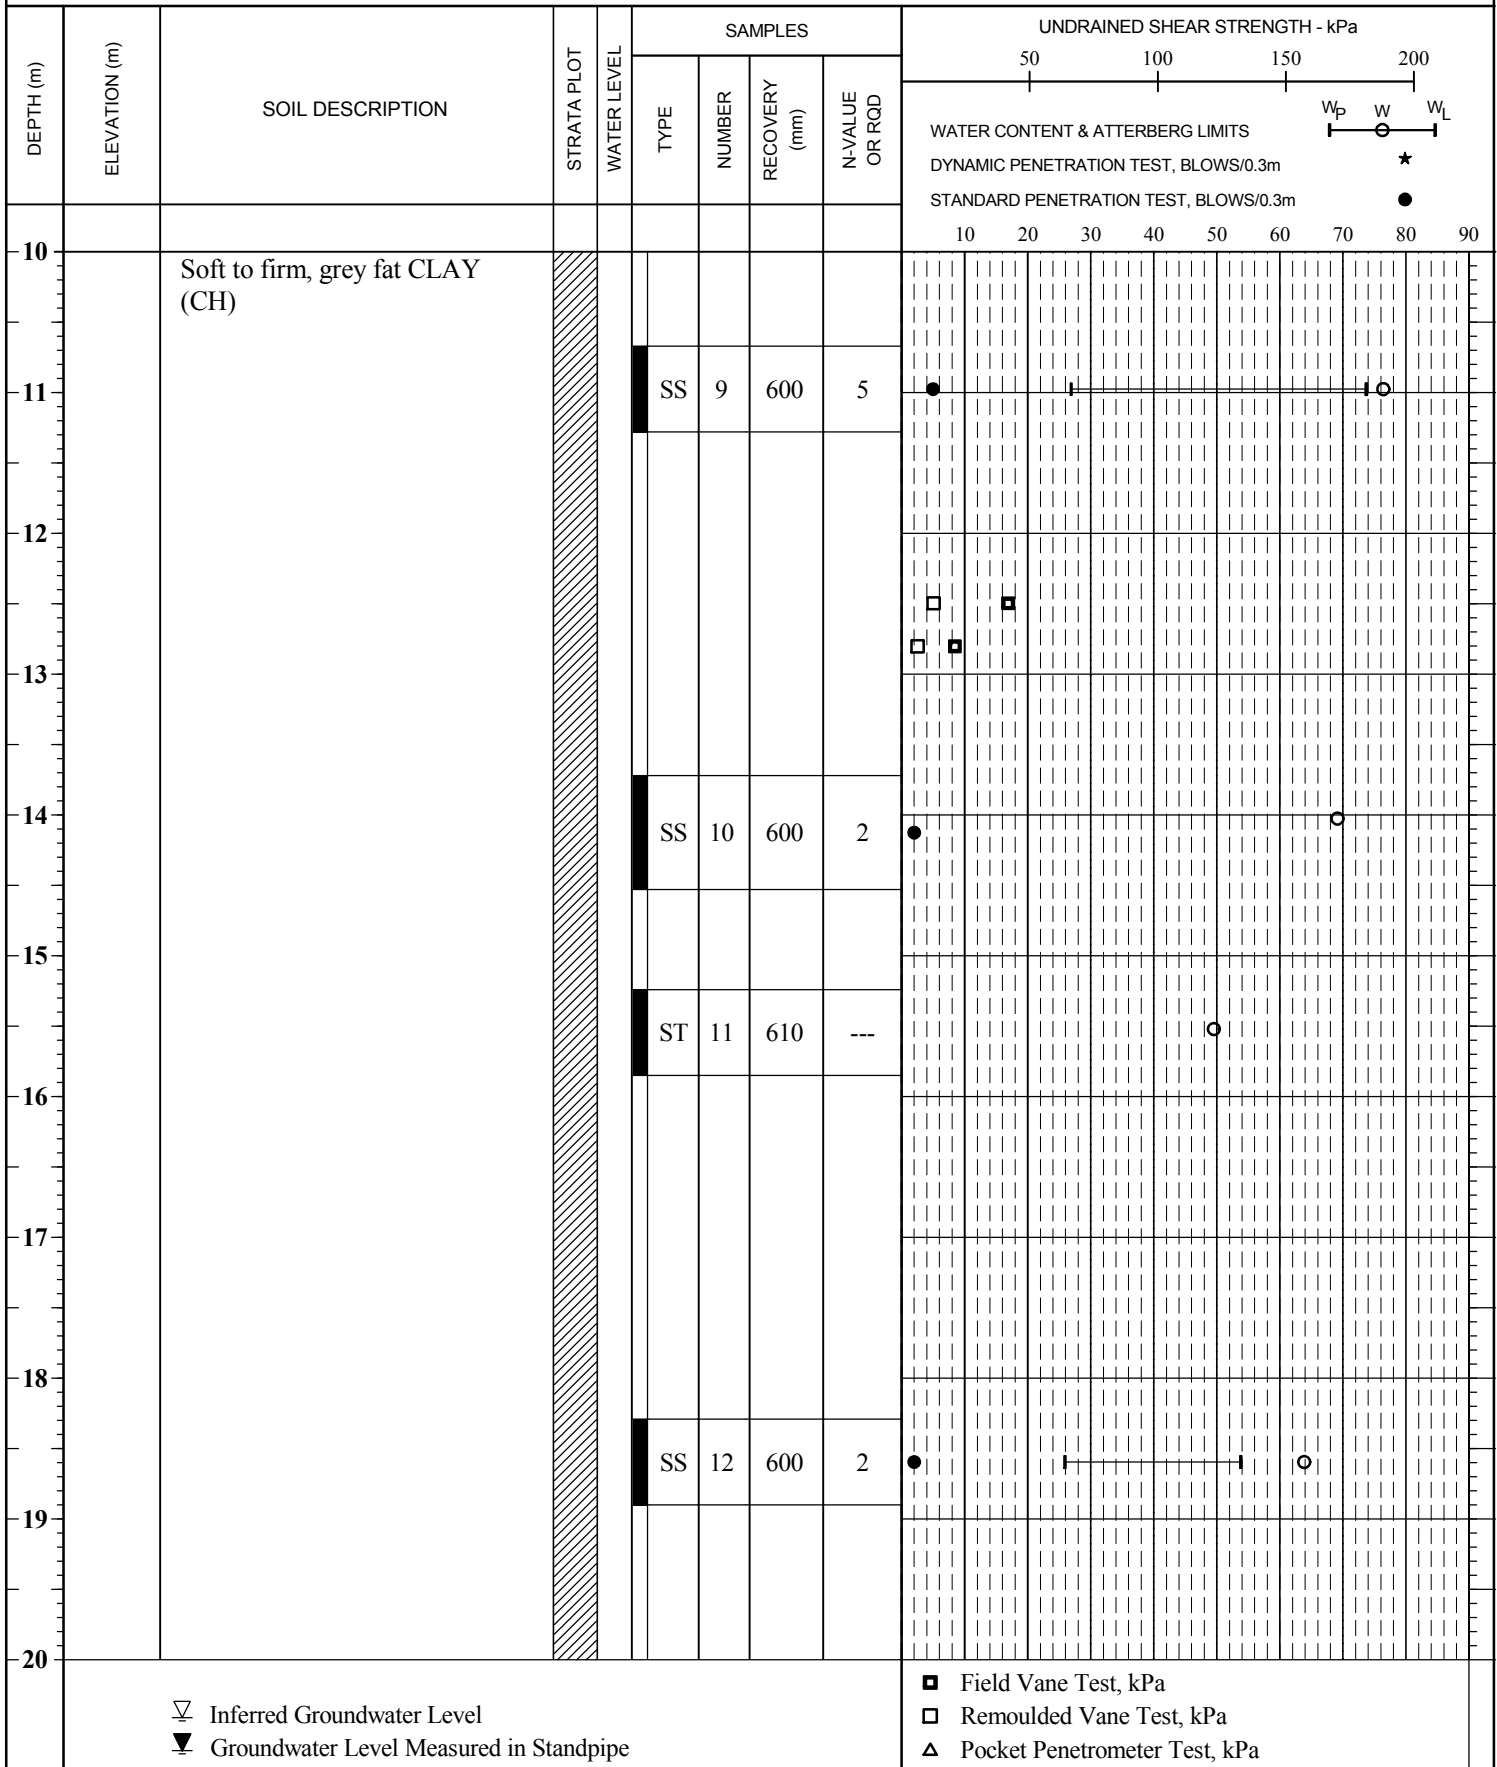 SAMPLES
UNDRAINED SHEAR STRENGTH - kPa
50 100 150 200
DEPTH (m)
ELEVATION (m)
SOIL DESCRIPTION
STRATA PLOT
WATER LEVEL
TYPE
NUMBER
RECOVERY
(mm)
N-VALUE
OR RQD
WP W WL
WATER CONTENT & ATTERBERG LIMITS
DYNAMIC PENETRATION TEST, BLOWS/0.3m ★
STANDARD PENETRATION TEST, BLOWS/0.3m ●
10 20 30 40 50 60 70 80 90
10
Soft to firm, grey fat CLAY
(CH)
11
SS 9 600 5
12
13
14
SS 10 600 2
15
ST 11 610 ---
16
17
18
SS 12 600 2
19
20
Inferred Groundwater Level
Groundwater Level Measured in Standpipe
Field Vane Test, kPa
Remoulded Vane Test, kPa
Pocket Penetrometer Test, kPa